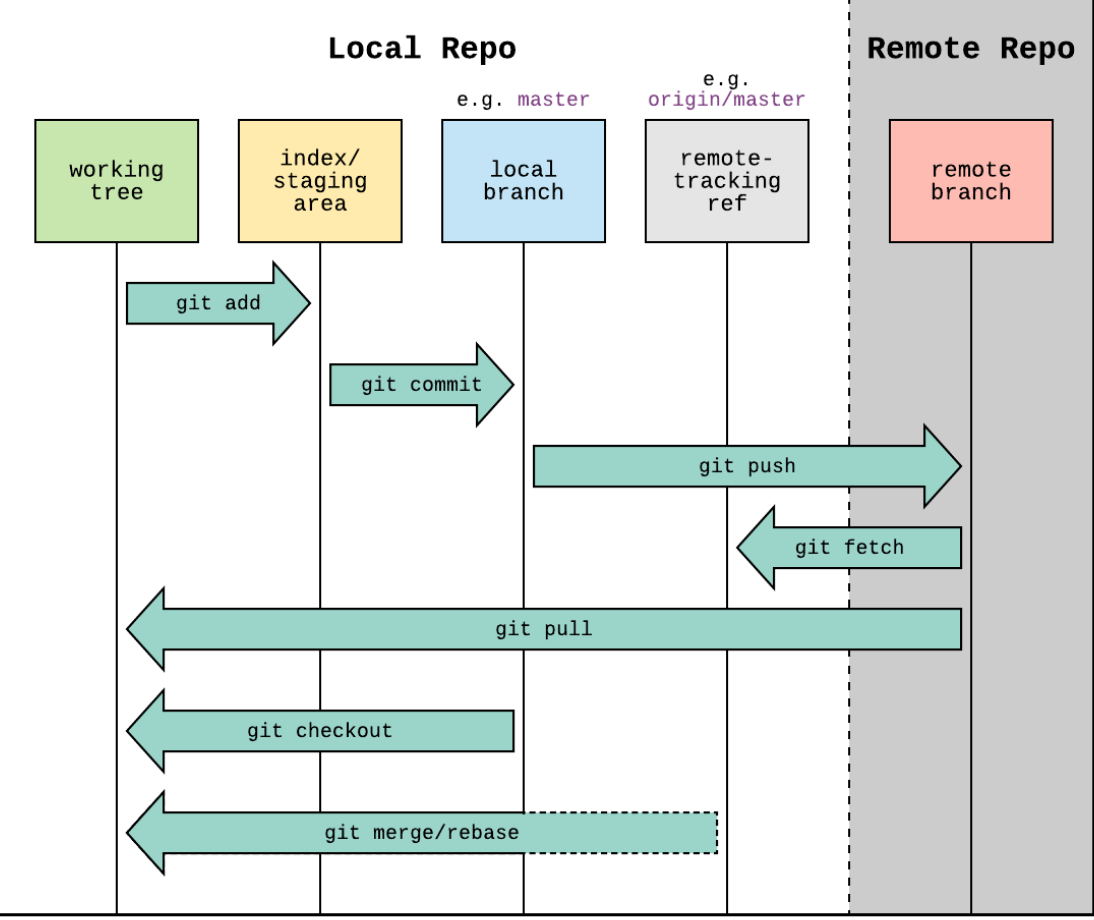 Local Repo
Remote Repo
e.g. master
e.g.
origin/master
working
tree
index/
staging
area
local
branch
remote-
tracking
ref
remote
branch
git add
git commit
git push
git fetch
git pull
git checkout
git merge/rebase